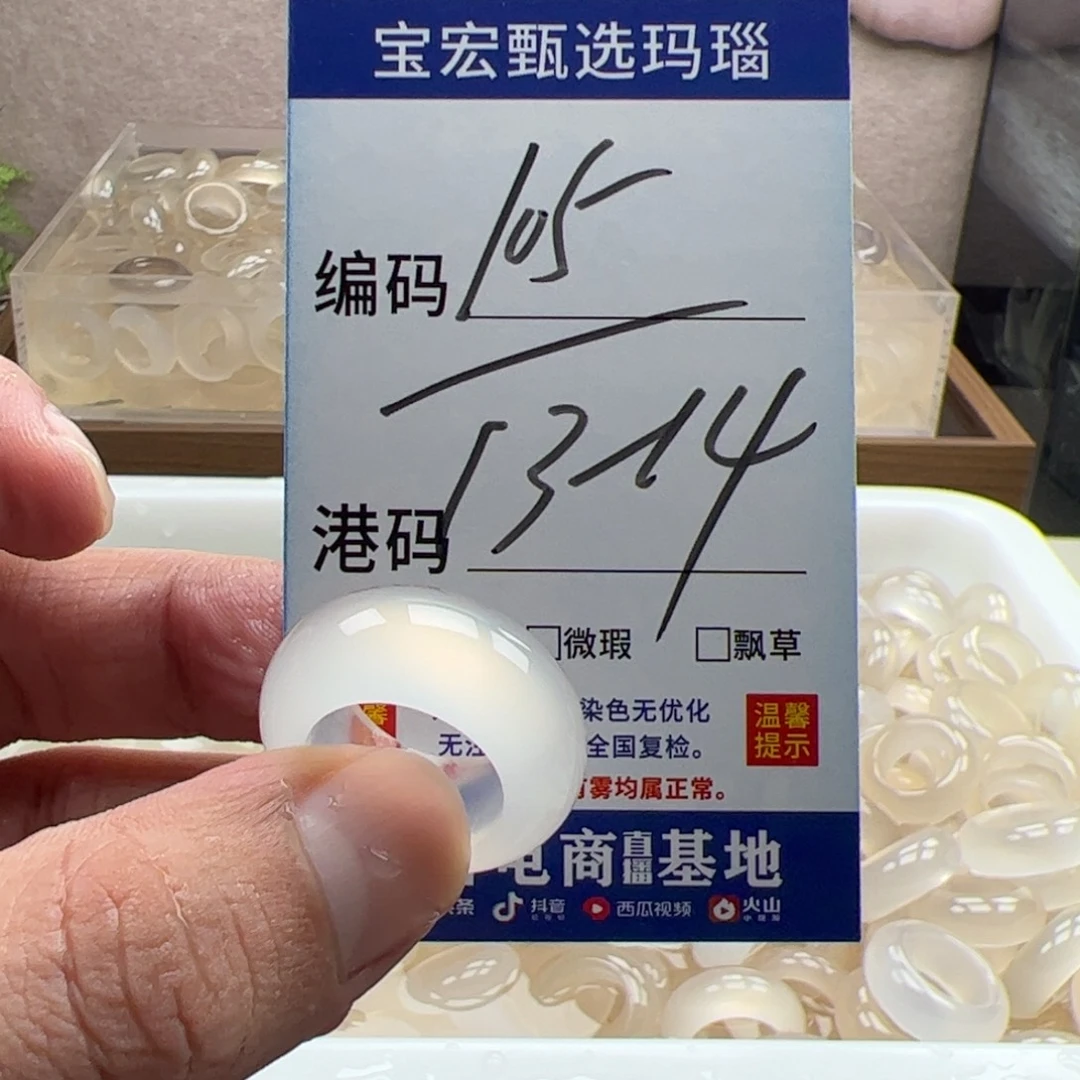 宝宏甄选玛瑙
编码 105
港码 1314
微瑕 飘草
染色无优化
全国复检。
雾均属正常。
温馨
提示
电商直播基地
抖音 西瓜视频 火山